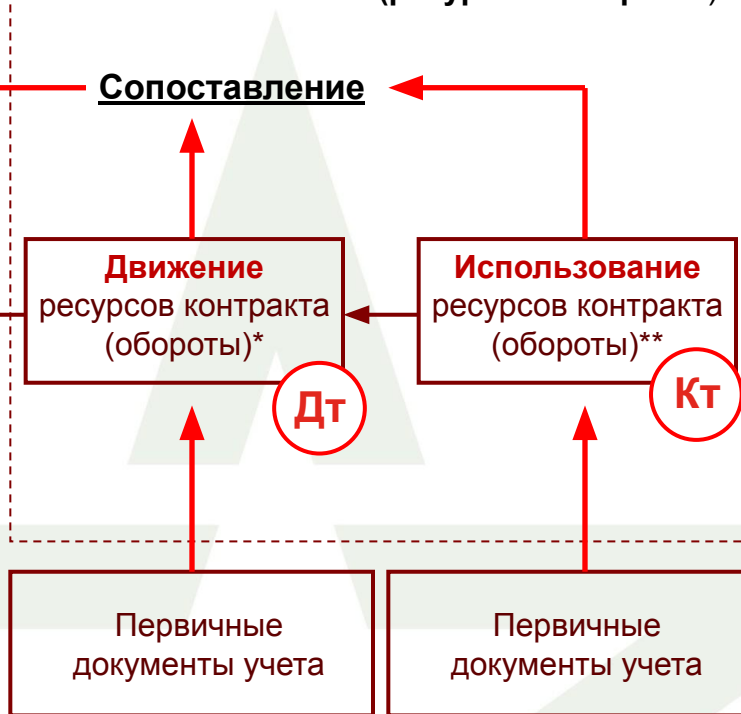 Сопоставление
Движение
ресурсов контракта
(обороты)*
Дт
Использование
ресурсов контракта
(обороты)**
Кт
Первичные
документы учета
Первичные
документы учета